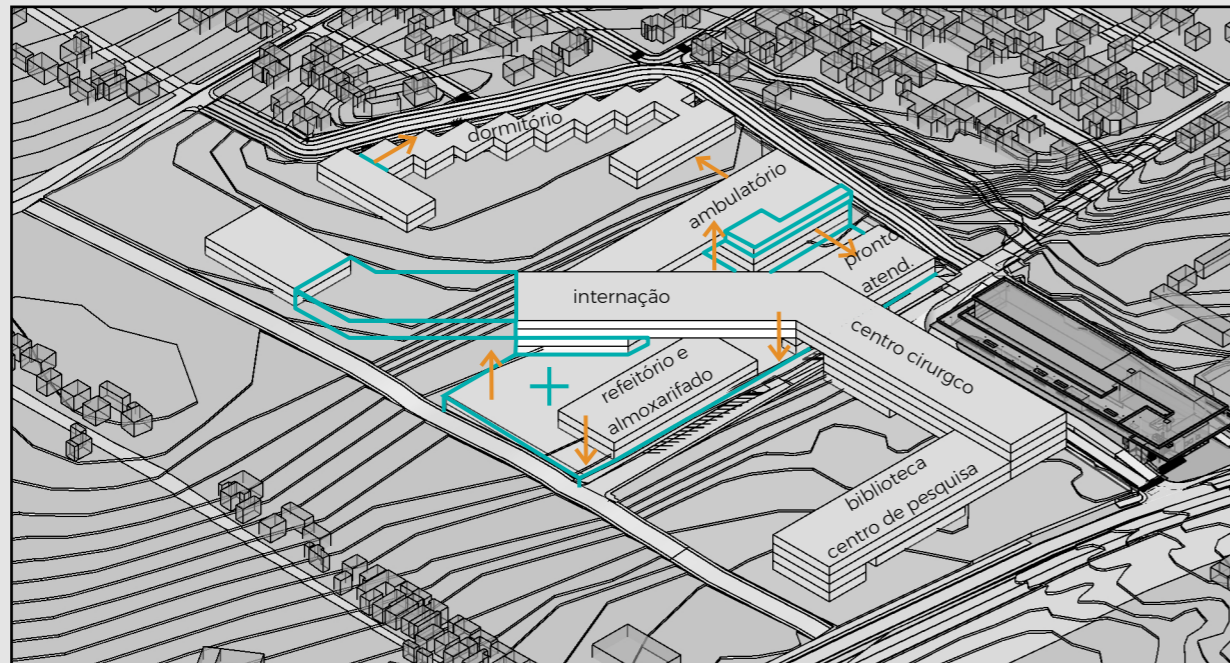 dormitório
ambulatório
pronto
atend.
internação
centro cirurgco
refeitório e
almoxarifado
biblioteca
centro de pesquisa